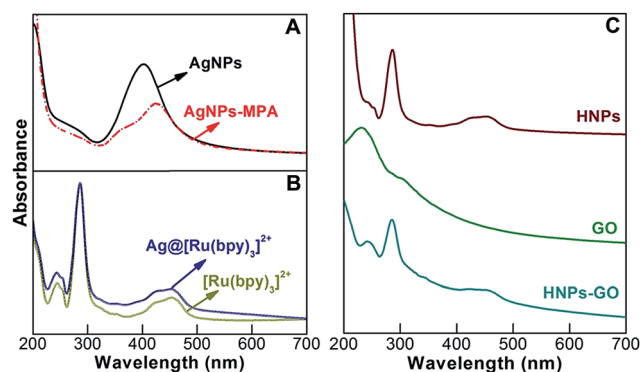 A
AgNPs
AgNPs-MPA
B
Ag@[Ru(bpy)₃]²⁺
[Ru(bpy)₃]²⁺
Absorbance
200 300 400 500 600 700
Wavelength (nm)
C
HNPs
GO
HNPs-GO
200 300 400 500 600 700
Wavelength (nm)